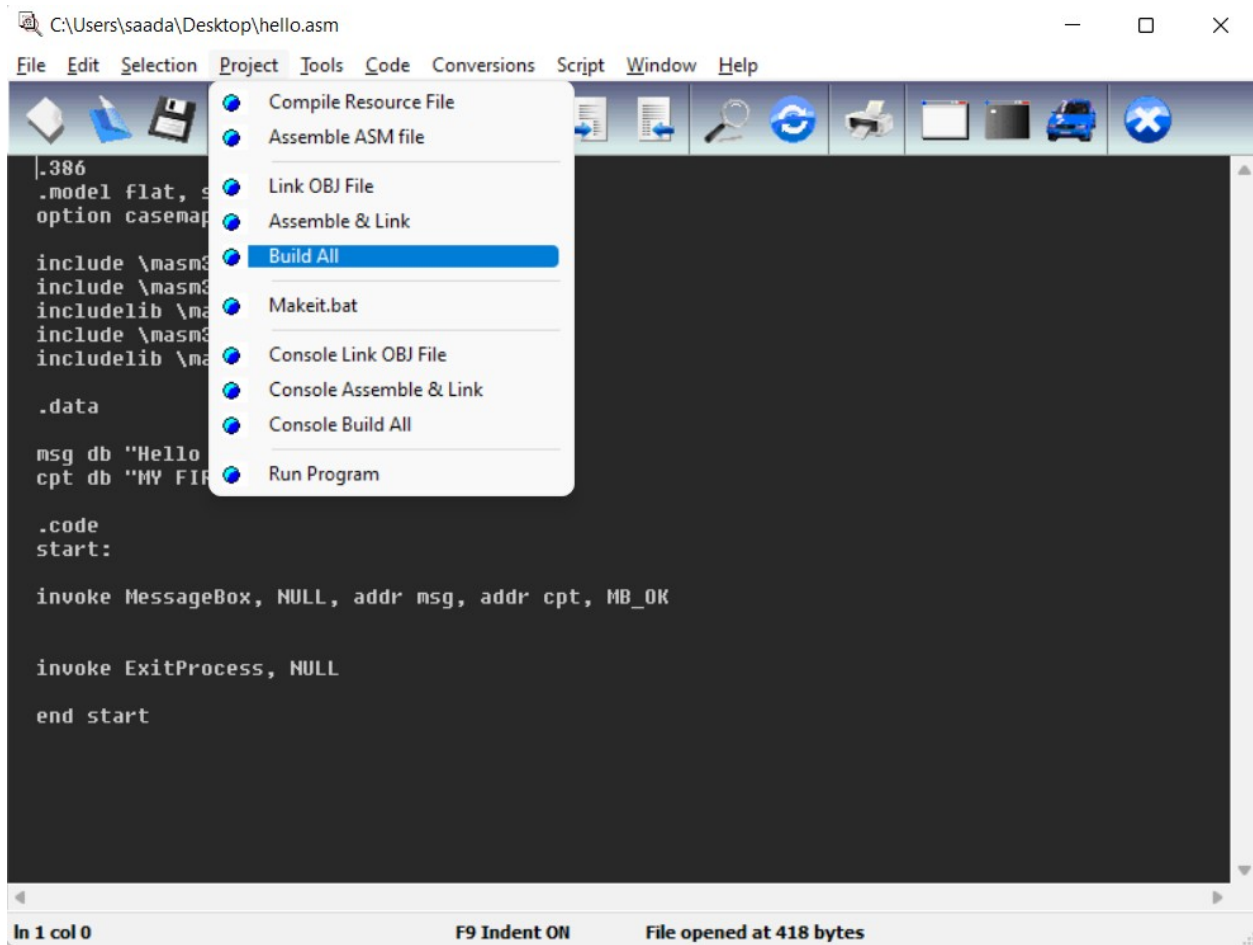 C:\Users\saada\Desktop\hello.asm
File Edit Selection Project Tools Code Conversions Script Window Help
Compile Resource File
Assemble ASM file
Link OBJ File
Assemble & Link
Build All
Makeit.bat
Console Link OBJ File
Console Assemble & Link
Console Build All
Run Program
.386
.model flat, s
option casemap
include \masm3
include \masm3
includelib \ma
include \masm3
includelib \ma
.data
msg db "Hello
cpt db "MY FIR
.code
start:
invoke MessageBox, NULL, addr msg, addr cpt, MB_OK
invoke ExitProcess, NULL
end start
ln 1 col 0 F9 Indent ON File opened at 418 bytes